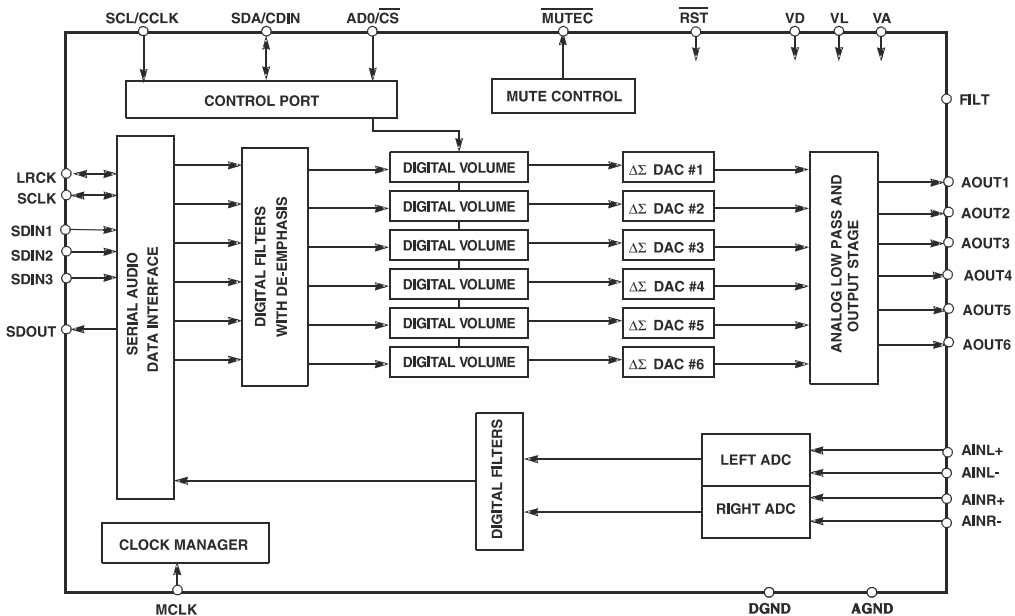 SCL/CCLK SDA/CDIN AD0/CS MUTEC RST VD VL VA
CONTROL PORT
MUTE CONTROL
FILT
LRCK
SCLK
SDIN1
SDIN2
SDIN3
SDOUT
SERIAL AUDIO
DATA INTERFACE
DIGITAL FILTERS
WITH DE-EMPHASIS
DIGITAL VOLUME
DIGITAL VOLUME
DIGITAL VOLUME
DIGITAL VOLUME
DIGITAL VOLUME
DIGITAL VOLUME
ΔΣ DAC #1
ΔΣ DAC #2
ΔΣ DAC #3
ΔΣ DAC #4
ΔΣ DAC #5
ΔΣ DAC #6
ANALOG LOW PASS AND
OUTPUT STAGE
AOUT1
AOUT2
AOUT3
AOUT4
AOUT5
AOUT6
DIGITAL FILTERS
LEFT ADC
RIGHT ADC
AINL+
AINL-
AINR+
AINR-
CLOCK MANAGER
MCLK
DGND
AGND